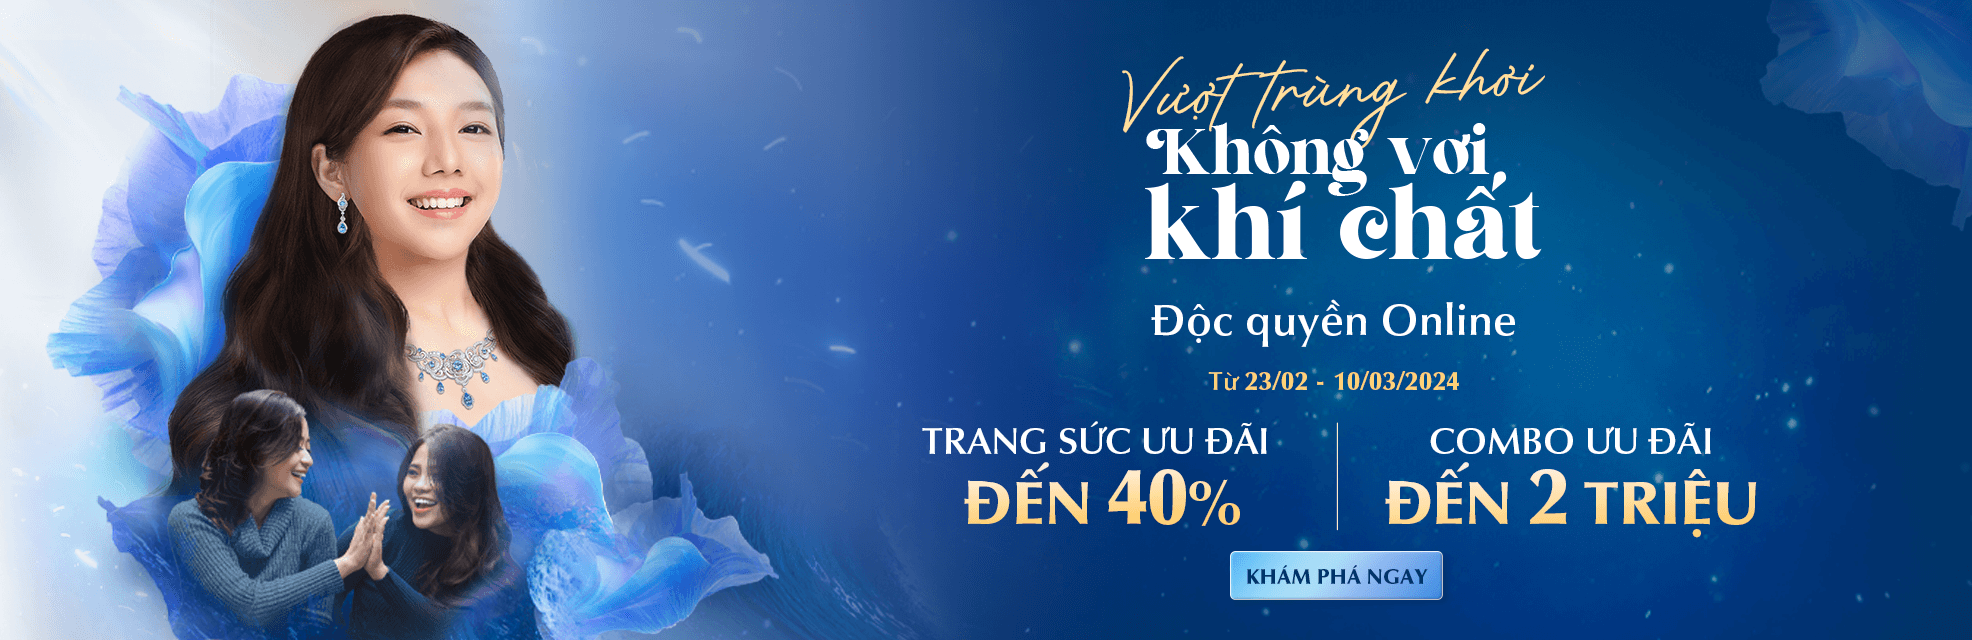 Vượt trùng khơi
Không vơi
khí chất
Độc quyền Online
Từ 23/02 - 10/03/2024
TRANG SỨC ƯU ĐÃI
ĐẾN 40%
COMBO ƯU ĐÃI
ĐẾN 2 TRIỆU
KHÁM PHÁ NGAY